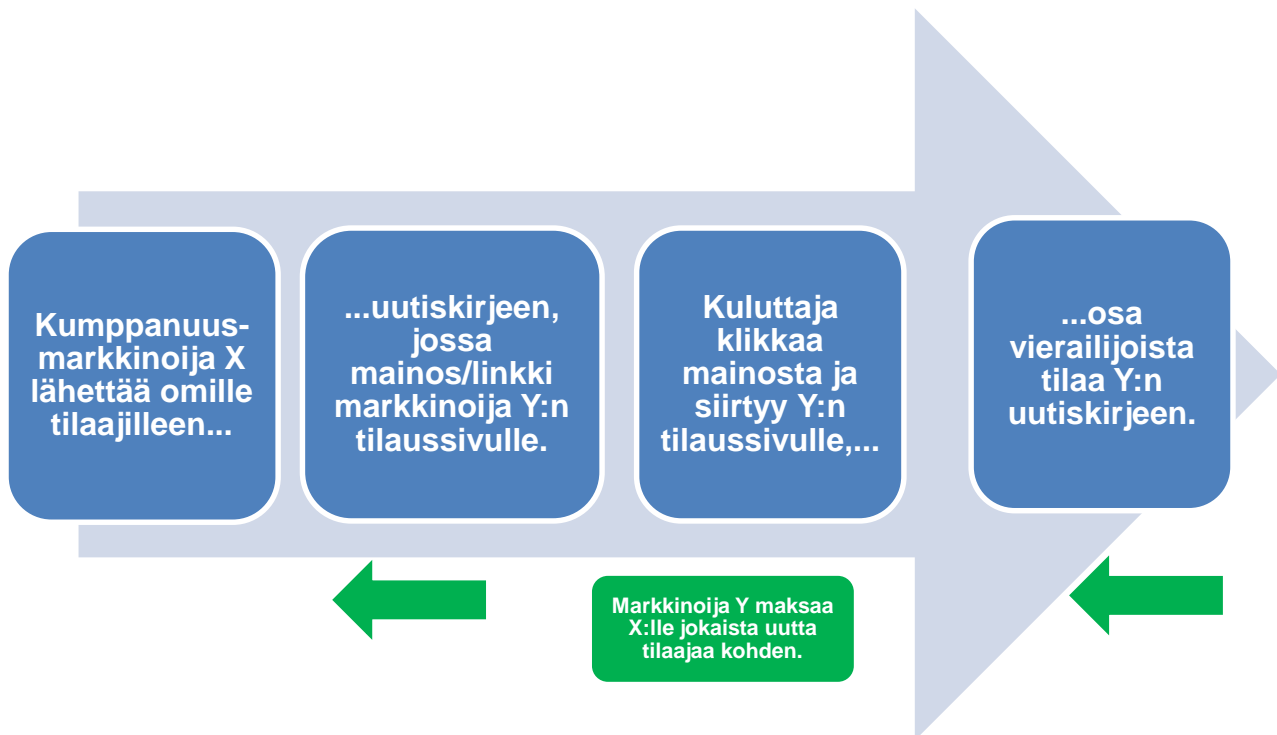 Kumppanuus-
markkinoija X
lähettää omille
tilaajilleen...
...uutiskirjeen,
jossa
mainos/linkki
markkinoija Y:n
tilaussivulle.
Kuluttaja
klikkaa
mainosta ja
siirtyy Y:n
tilaussivulle,...
...osa
vierailijoista
tilaa Y:n
uutiskirjeen.
Markkinoija Y maksaa
X:lle jokaista uutta
tilaajaa kohden.